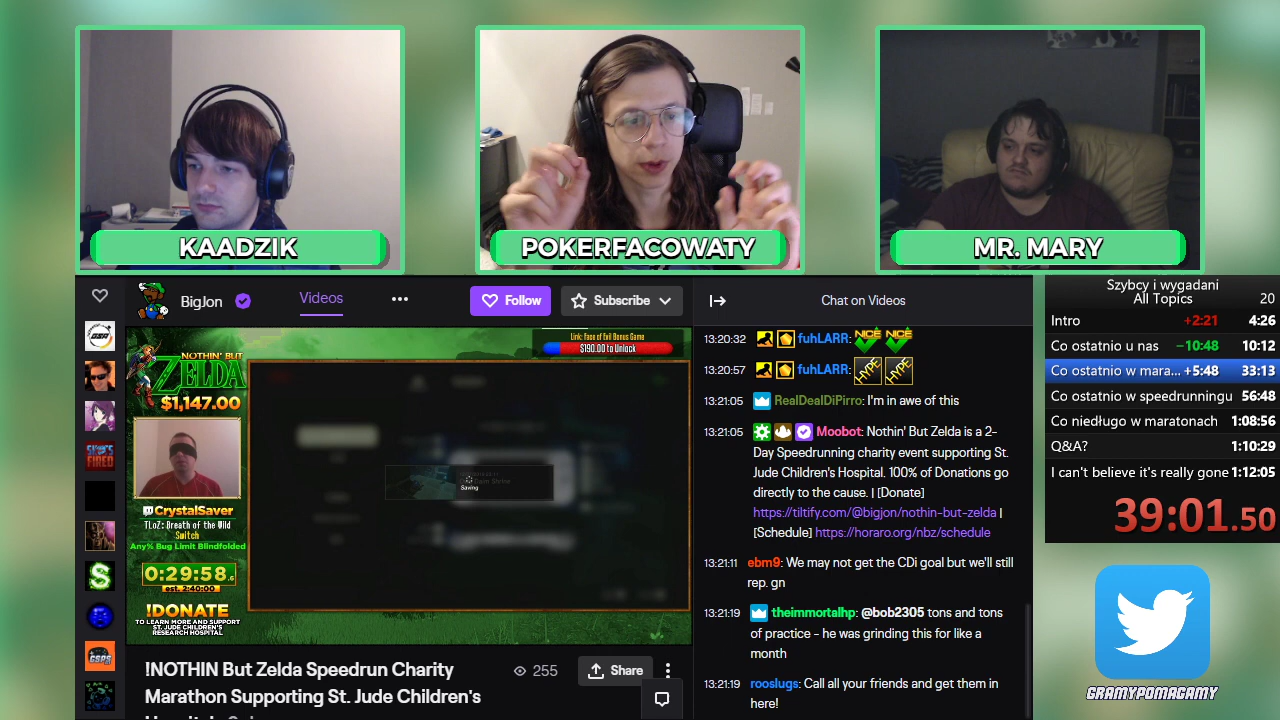 KAADZIK
POKERFACOWATY
MR. MARY
BigJon
Videos
Follow
Subscribe
Chat on Videos
Link: Face of Evil Bonus Game
$190.00 to Unlock
NOTHIN' BUT
ZELDA
$1,147.00
CrystalSaver
TLoZ: Breath of the Wild
Switch
Any% Bug Limit Blindfolded
0:29:58.6
est. 2:40:00
!DONATE
TO LEARN MORE AND SUPPORT
ST. JUDE CHILDREN'S
RESEARCH HOSPITAL
Saving
!NOTHIN But Zelda Speedrun Charity
Marathon Supporting St. Jude Children's
255
Share
13:20:32 fuhLARR: NICE NICE
13:20:57 fuhLARR: HYPE HYPE
13:21:05 RealDealDiPirro: I'm in awe of this
13:21:05 Moobot: Nothin' But Zelda is a 2-
Day Speedrunning charity event supporting St.
Jude Children's Hospital. 100% of Donations go
directly to the cause. | [Donate]
https://tiltify.com/@bigjon/nothin-but-zelda |
[Schedule] https://horaro.org/nbz/schedule
13:21:11 ebm9: We may not get the CDi goal but we'll still
rep. gn
13:21:19 theimmortalhp: @bob2305 tons and tons
of practice - he was grinding this for like a
month
13:21:19 rooslugs: Call all your friends and get them in
here!
Szybcy i wygadani
All Topics 20
Intro +2:21 4:26
Co ostatnio u nas −10:48 10:12
Co ostatnio w mara... +5:48 33:13
Co ostatnio w speedrunningu 56:48
Co niedługo w maratonach 1:08:56
Q&A? 1:10:29
I can't believe it's really gone 1:12:05
39:01.50
GRAMYPOMAGAMY